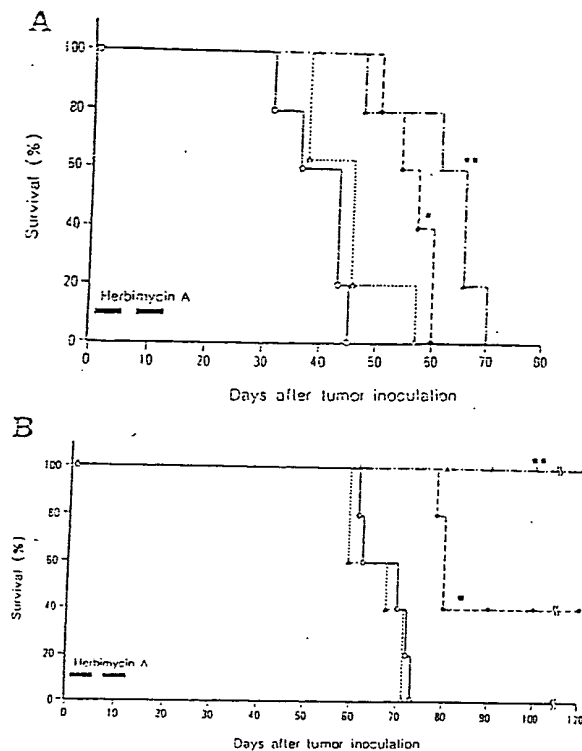 A
100
80
60
40
20
0
Survival (%)
Herbimycin A
**
*
0 10 20 30 40 50 60 70 80
Days after tumor inoculation
B
100
80
60
40
20
0
Survival (%)
Herbimycin A
**
*
0 10 20 30 40 50 60 70 80 90 100 120
Days after tumor inoculation